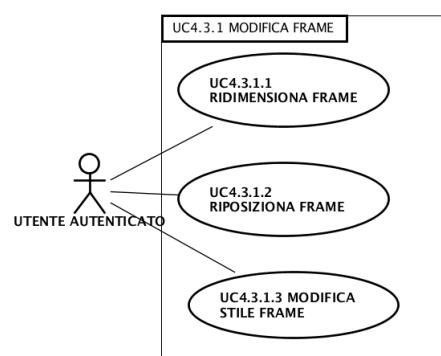 UC4.3.1 MODIFICA FRAME
UC4.3.1.1
RIDIMENSIONA FRAME
UC4.3.1.2
RIPOSIZIONA FRAME
UTENTE AUTENTICATO
UC4.3.1.3 MODIFICA
STILE FRAME